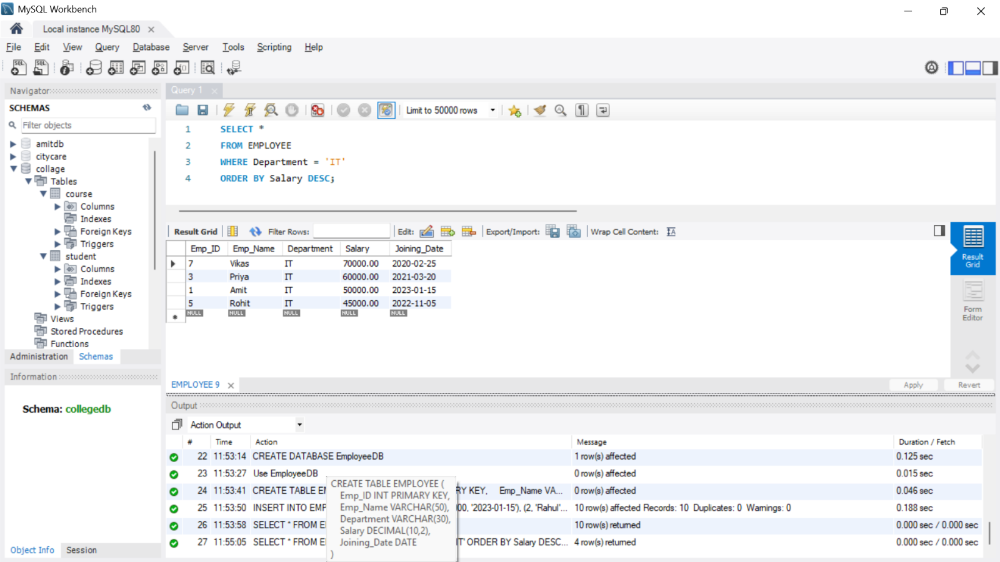 MySQL Workbench
Local instance MySQL80
File Edit View Query Database Server Tools Scripting Help
Navigator
SCHEMAS
Filter objects
amitdb
citycare
collage
Tables
course
Columns
Indexes
Foreign Keys
Triggers
student
Columns
Indexes
Foreign Keys
Triggers
Views
Stored Procedures
Functions
Administration Schemas
Information
Schema: collegedb
Object Info Session
Query 1
Limit to 50000 rows
1 SELECT *
2 FROM EMPLOYEE
3 WHERE Department = 'IT'
4 ORDER BY Salary DESC;
Result Grid Filter Rows: Edit: Export/Import: Wrap Cell Content:
Emp_ID Emp_Name Department Salary Joining_Date
7 Vikas IT 70000.00 2020-02-25
3 Priya IT 60000.00 2021-03-20
1 Amit IT 50000.00 2023-01-15
5 Rohit IT 45000.00 2022-11-05
NULL NULL NULL NULL NULL
Result
Grid
Form
Editor
EMPLOYEE 9
Apply Revert
Output
Action Output
# Time Action Message Duration / Fetch
22 11:53:14 CREATE DATABASE EmployeeDB 1 row(s) affected 0.125 sec
23 11:53:27 Use EmployeeDB 0 row(s) affected 0.015 sec
24 11:53:41 CREATE TABLE EM RY KEY, Emp_Name VA... 0 row(s) affected 0.046 sec
25 11:53:50 INSERT INTO EMP 00, '2023-01-15'), (2, 'Rahul'... 10 row(s) affected Records: 10 Duplicates: 0 Warnings: 0 0.188 sec
26 11:53:58 SELECT * FROM E 10 row(s) returned 0.000 sec / 0.000 sec
27 11:55:05 SELECT * FROM E IT' ORDER BY Salary DESC... 4 row(s) returned 0.000 sec / 0.000 sec
CREATE TABLE EMPLOYEE (
Emp_ID INT PRIMARY KEY,
Emp_Name VARCHAR(50),
Department VARCHAR(30),
Salary DECIMAL(10,2),
Joining_Date DATE
)